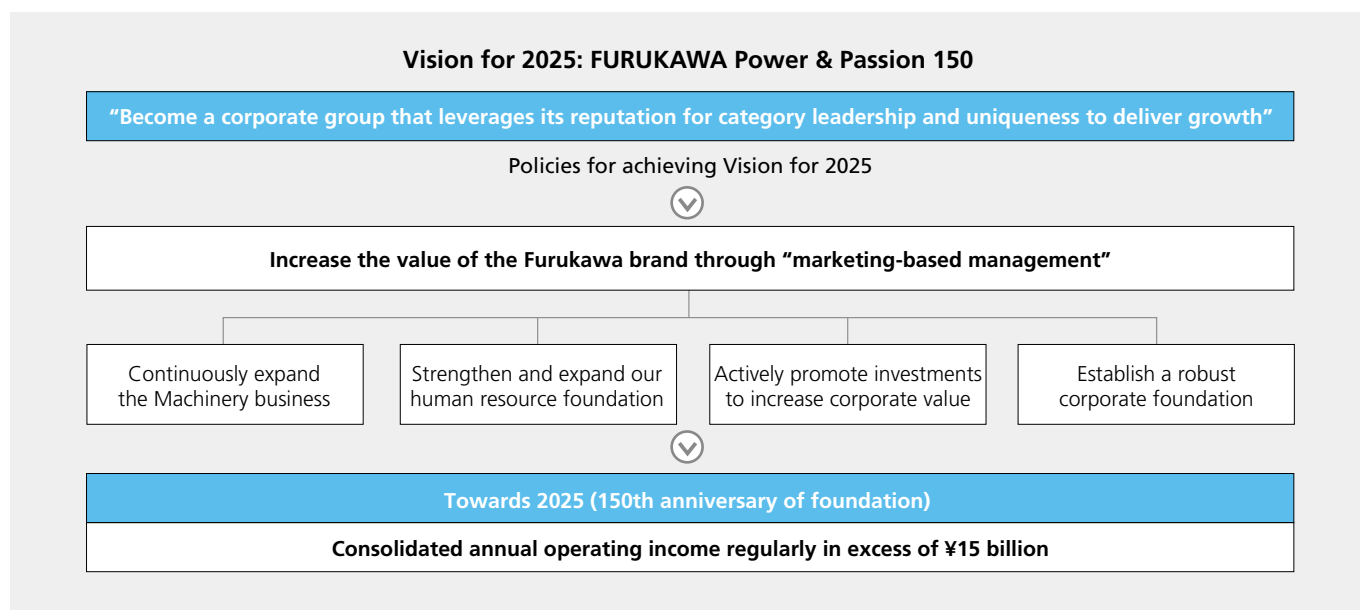 Vision for 2025: FURUKAWA Power & Passion 150
“Become a corporate group that leverages its reputation for category leadership and uniqueness to deliver growth”
Policies for achieving Vision for 2025
Increase the value of the Furukawa brand through “marketing-based management”
Continuously expand
the Machinery business
Strengthen and expand our
human resource foundation
Actively promote investments
to increase corporate value
Establish a robust
corporate foundation
Towards 2025 (150th anniversary of foundation)
Consolidated annual operating income regularly in excess of ¥15 billion